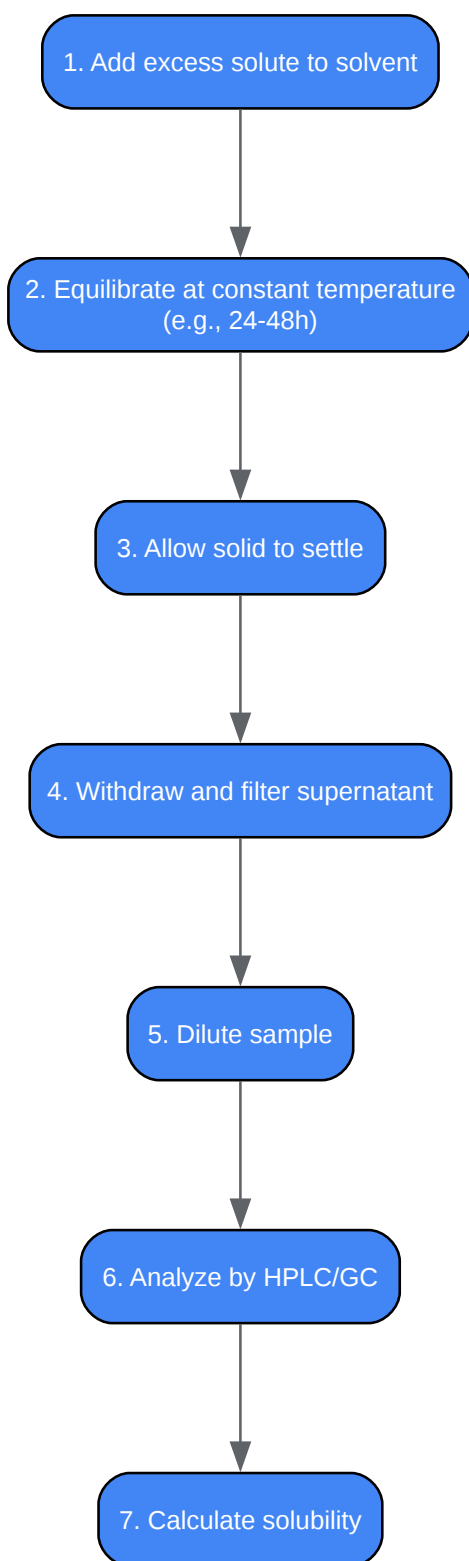 1. Add excess solute to solvent
2. Equilibrate at constant temperature
(e.g., 24-48h)
3. Allow solid to settle
4. Withdraw and filter supernatant
5. Dilute sample
6. Analyze by HPLC/GC
7. Calculate solubility